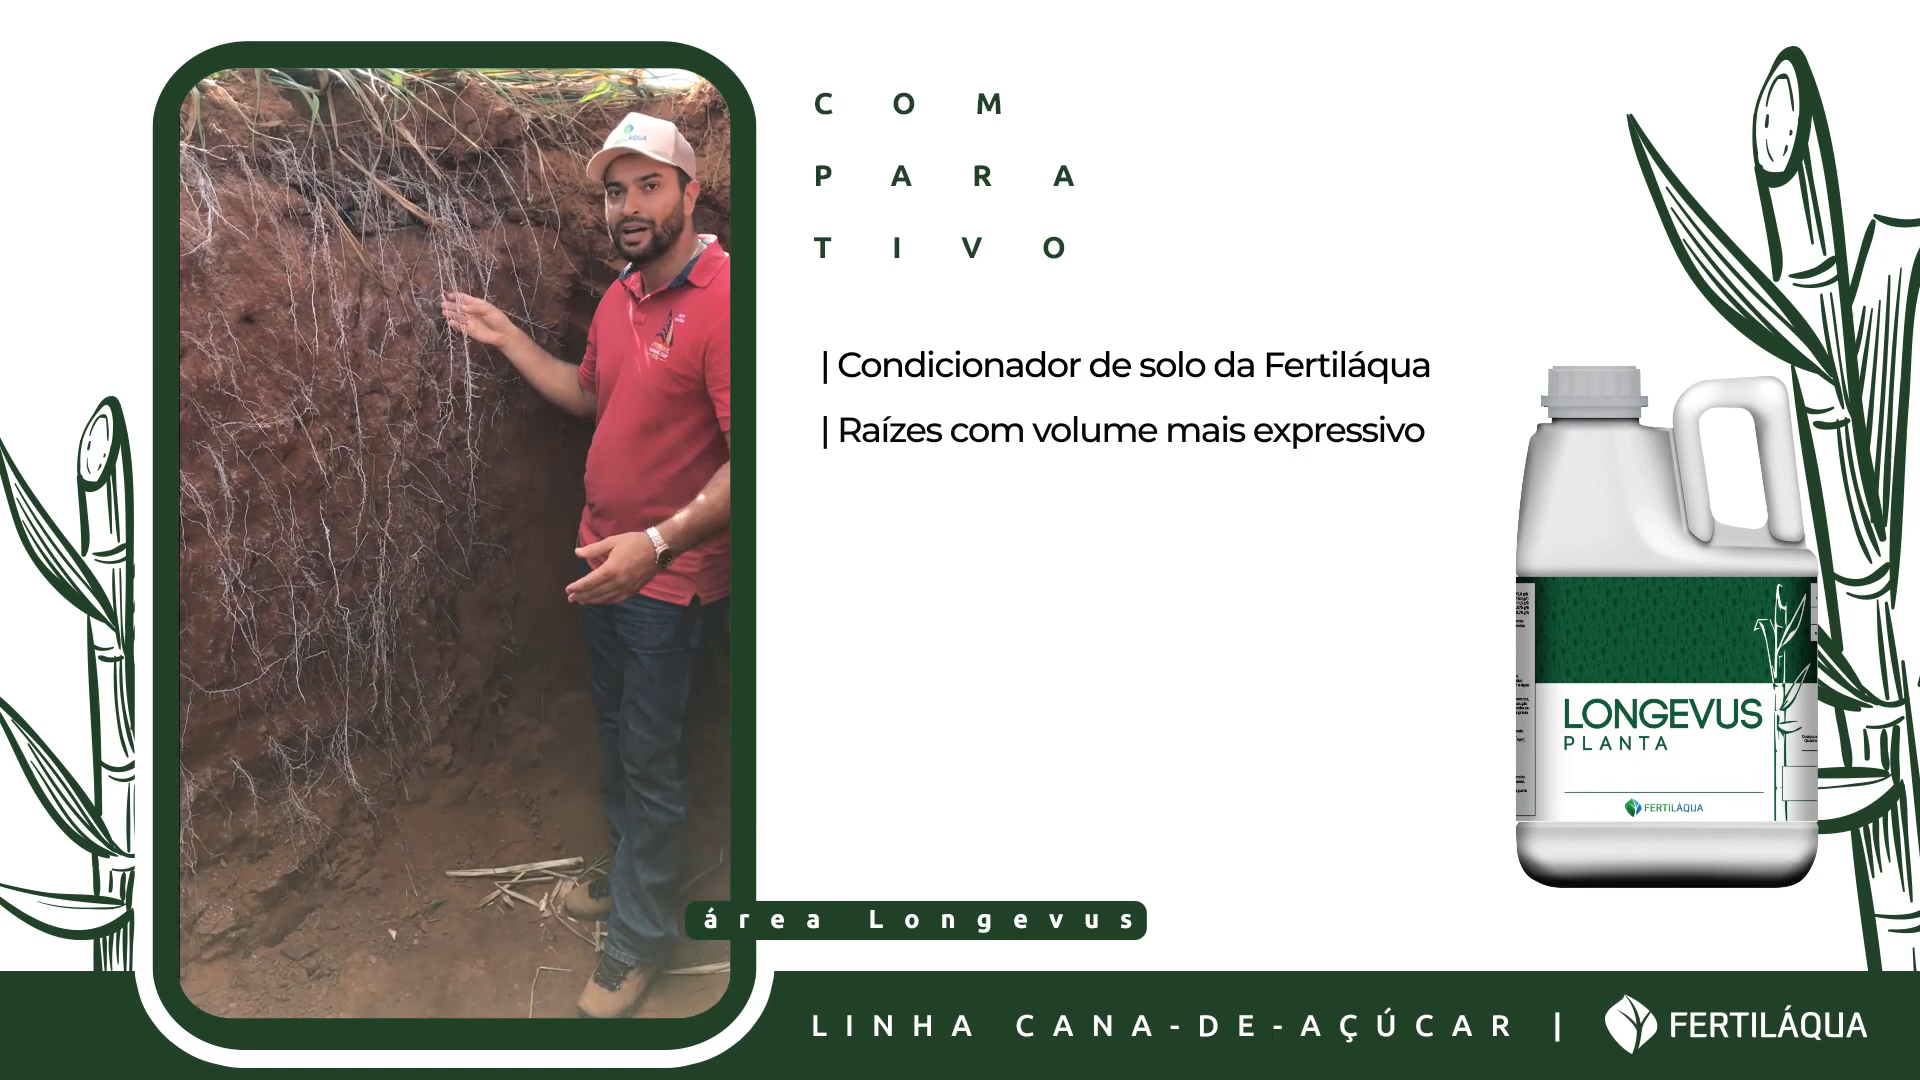 C O M
P A R A
T I V O
| Condicionador de solo da Fertiláqua
| Raízes com volume mais expressivo
LONGEVUS
PLANTA
FERTILÁQUA
área Longevus
LINHA CANA-DE-AÇÚCAR | FERTILÁQUA